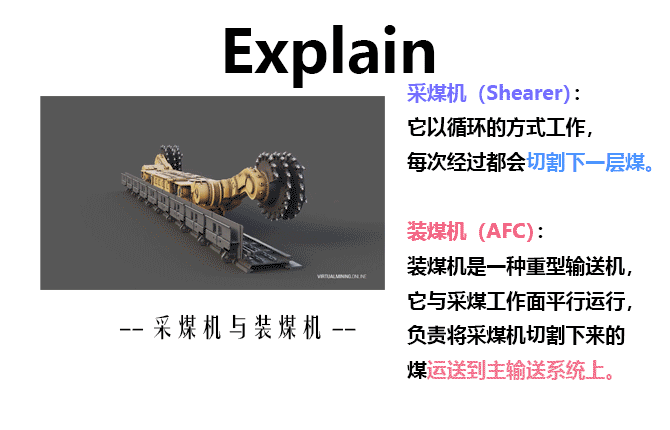 Explain
采煤机（Shearer）：
它以循环的方式工作，
每次经过都会切割下一层煤。
装煤机（AFC）：
装煤机是一种重型输送机，
它与采煤工作面平行运行，
负责将采煤机切割下来的
煤运送到主输送系统上。
VIRTUALMINING.ONLINE
-- 采煤机与装煤机 --